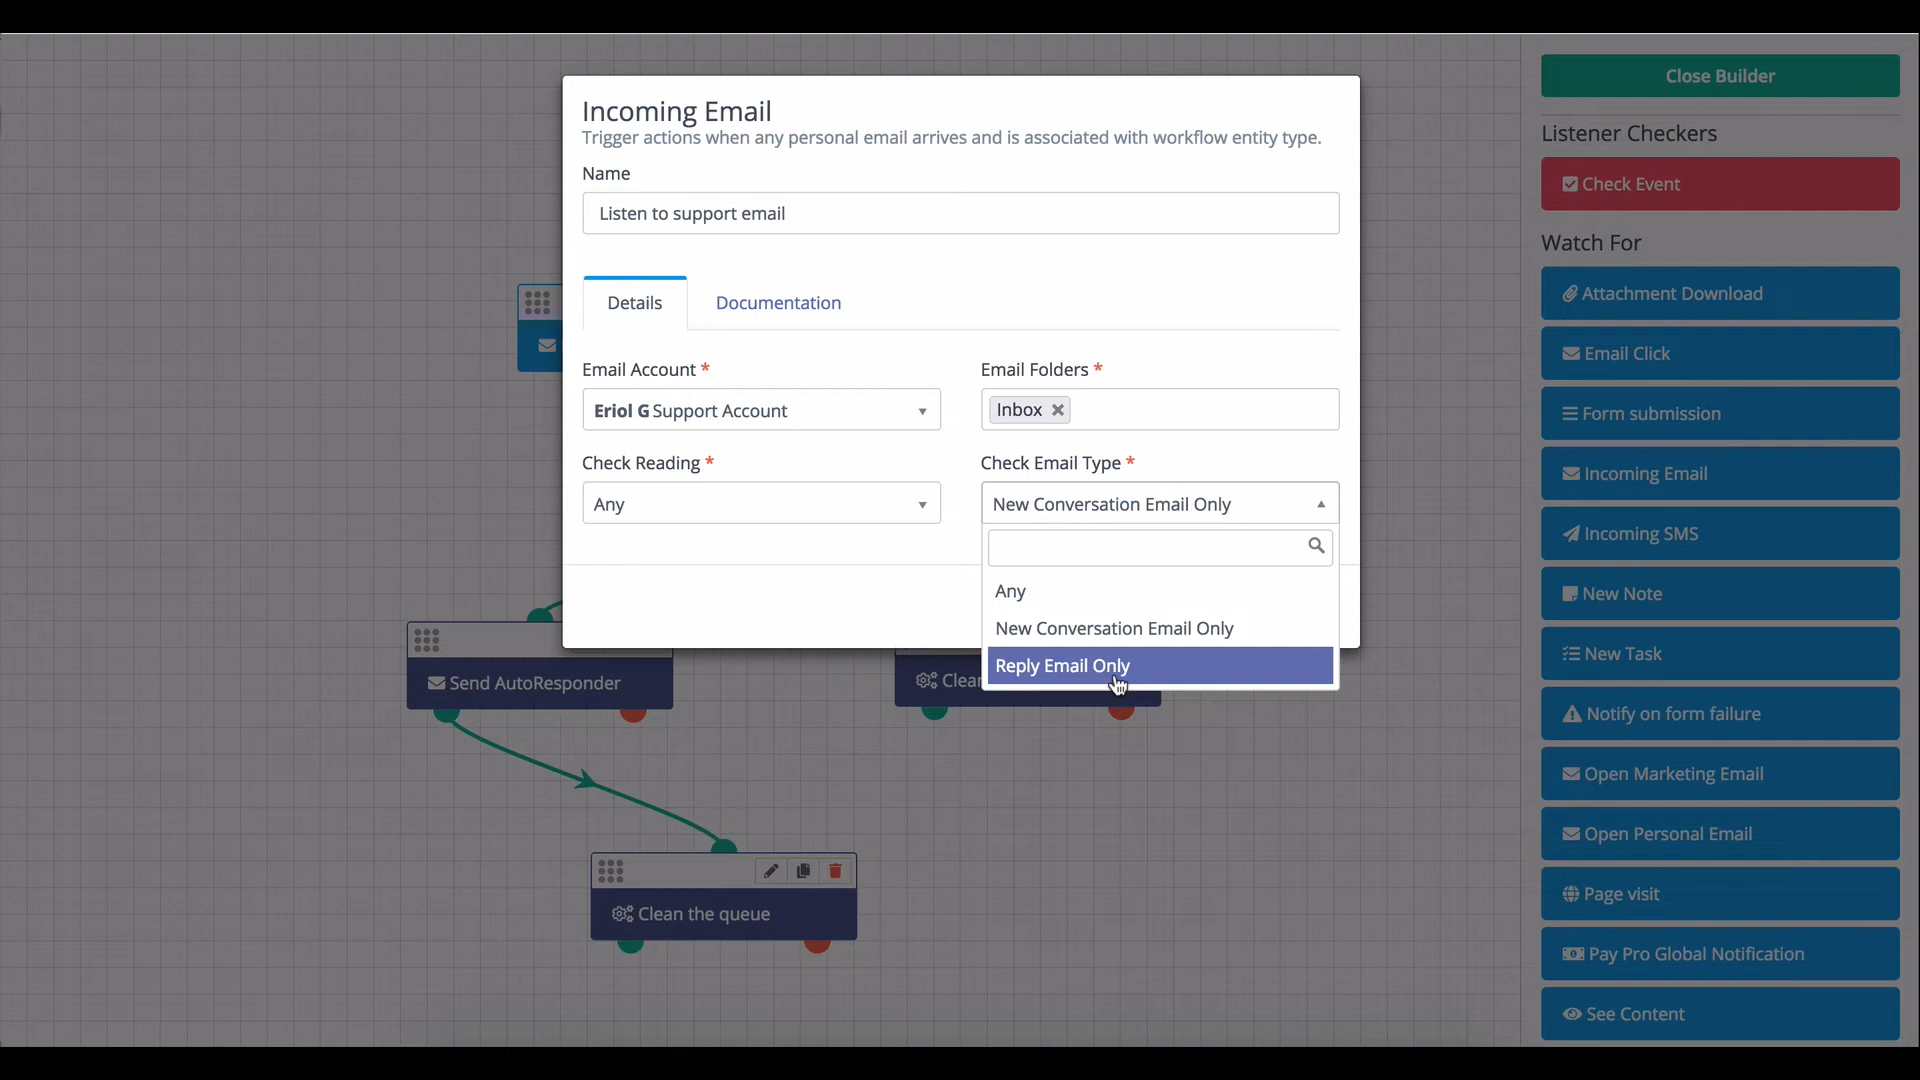 Incoming Email
Trigger actions when any personal email arrives and is associated with workflow entity type.
Name
Listen to support email
Details
Documentation
Email Account *
Email Folders *
Eriol G Support Account
Inbox
Check Reading *
Check Email Type *
Any
New Conversation Email Only
Any
New Conversation Email Only
Reply Email Only
Send AutoResponder
Clea
Clean the queue
Close Builder
Listener Checkers
Check Event
Watch For
Attachment Download
Email Click
Form submission
Incoming Email
Incoming SMS
New Note
New Task
Notify on form failure
Open Marketing Email
Open Personal Email
Page visit
Pay Pro Global Notification
See Content